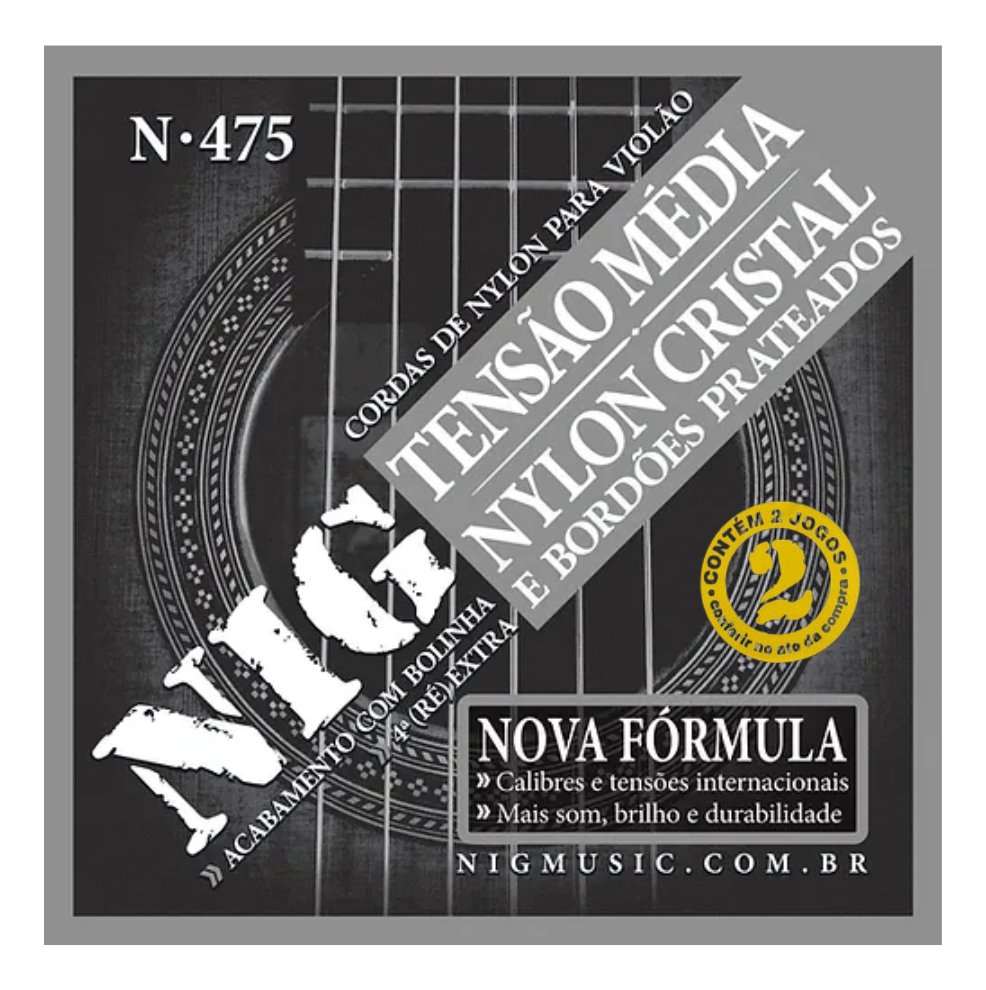 N·475
CORDAS DE NYLON PARA VIOLÃO
TENSÃO MÉDIA
NYLON CRISTAL
E BORDÕES PRATEADOS
NIG
» ACABAMENTO COM BOLINHA
4ª (RÉ) EXTRA
CONTÉM 2 JOGOS
2
conferir no ato da compra
NOVA FÓRMULA
» Calibres e tensões internacionais
» Mais som, brilho e durabilidade
NIGMUSIC.COM.BR